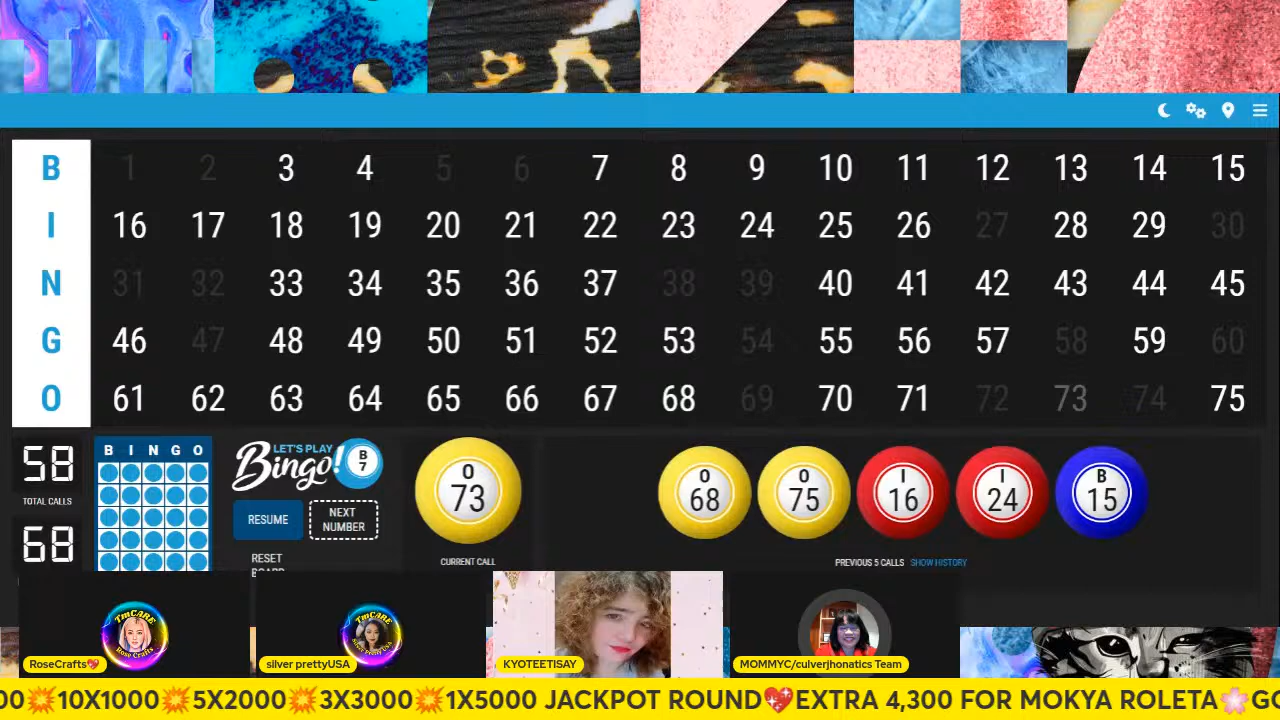 B 1 2 3 4 5 6 7 8 9 10 11 12 13 14 15
I 16 17 18 19 20 21 22 23 24 25 26 27 28 29 30
N 31 32 33 34 35 36 37 38 39 40 41 42 43 44 45
G 46 47 48 49 50 51 52 53 54 55 56 57 58 59 60
O 61 62 63 64 65 66 67 68 69 70 71 72 73 74 75
58
TOTAL CALLS
68
B I N G O
LET'S PLAY
Bingo!
B
7
RESUME
NEXT
NUMBER
RESET
O
73
CURRENT CALL
O
68
O
75
I
16
I
24
B
15
PREVIOUS 5 CALLS SHOW HISTORY
TmCARE
Rose Crafts
RoseCrafts💖
TmCARE
silver prettyUSA
KYOTEETISAY
MOMMYC/culverjhonatics Team
00💥10X1000💥5X2000💥3X3000💥1X5000 JACKPOT ROUND💖EXTRA 4,300 FOR MOKYA ROLETA🌸GO